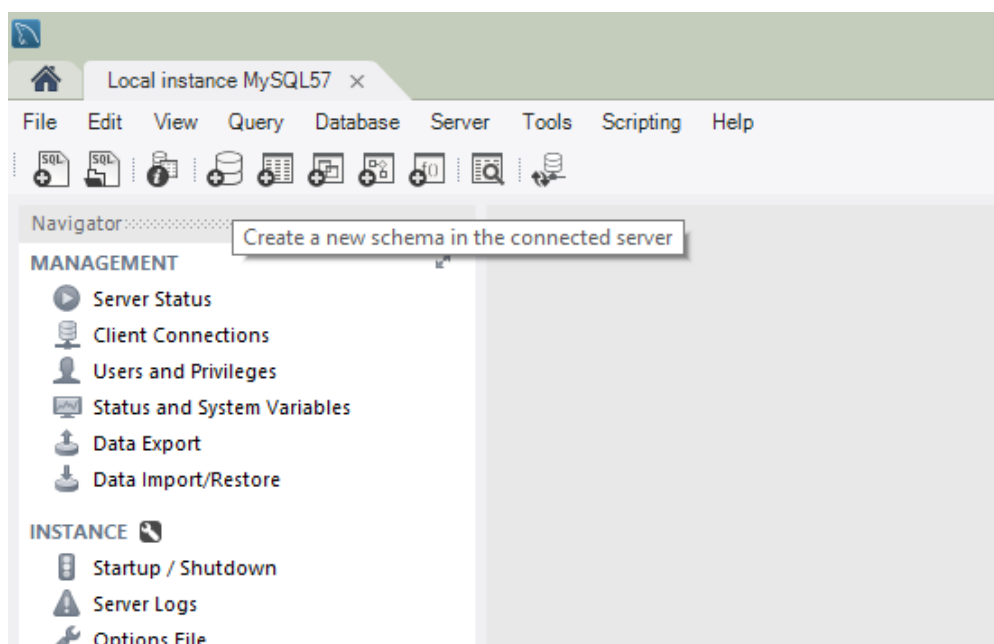 Local instance MySQL57 ×
File Edit View Query Database Server Tools Scripting Help
SQL SQL i f()
Navigator
Create a new schema in the connected server
MANAGEMENT
Server Status
Client Connections
Users and Privileges
Status and System Variables
Data Export
Data Import/Restore
INSTANCE
Startup / Shutdown
Server Logs
Options File